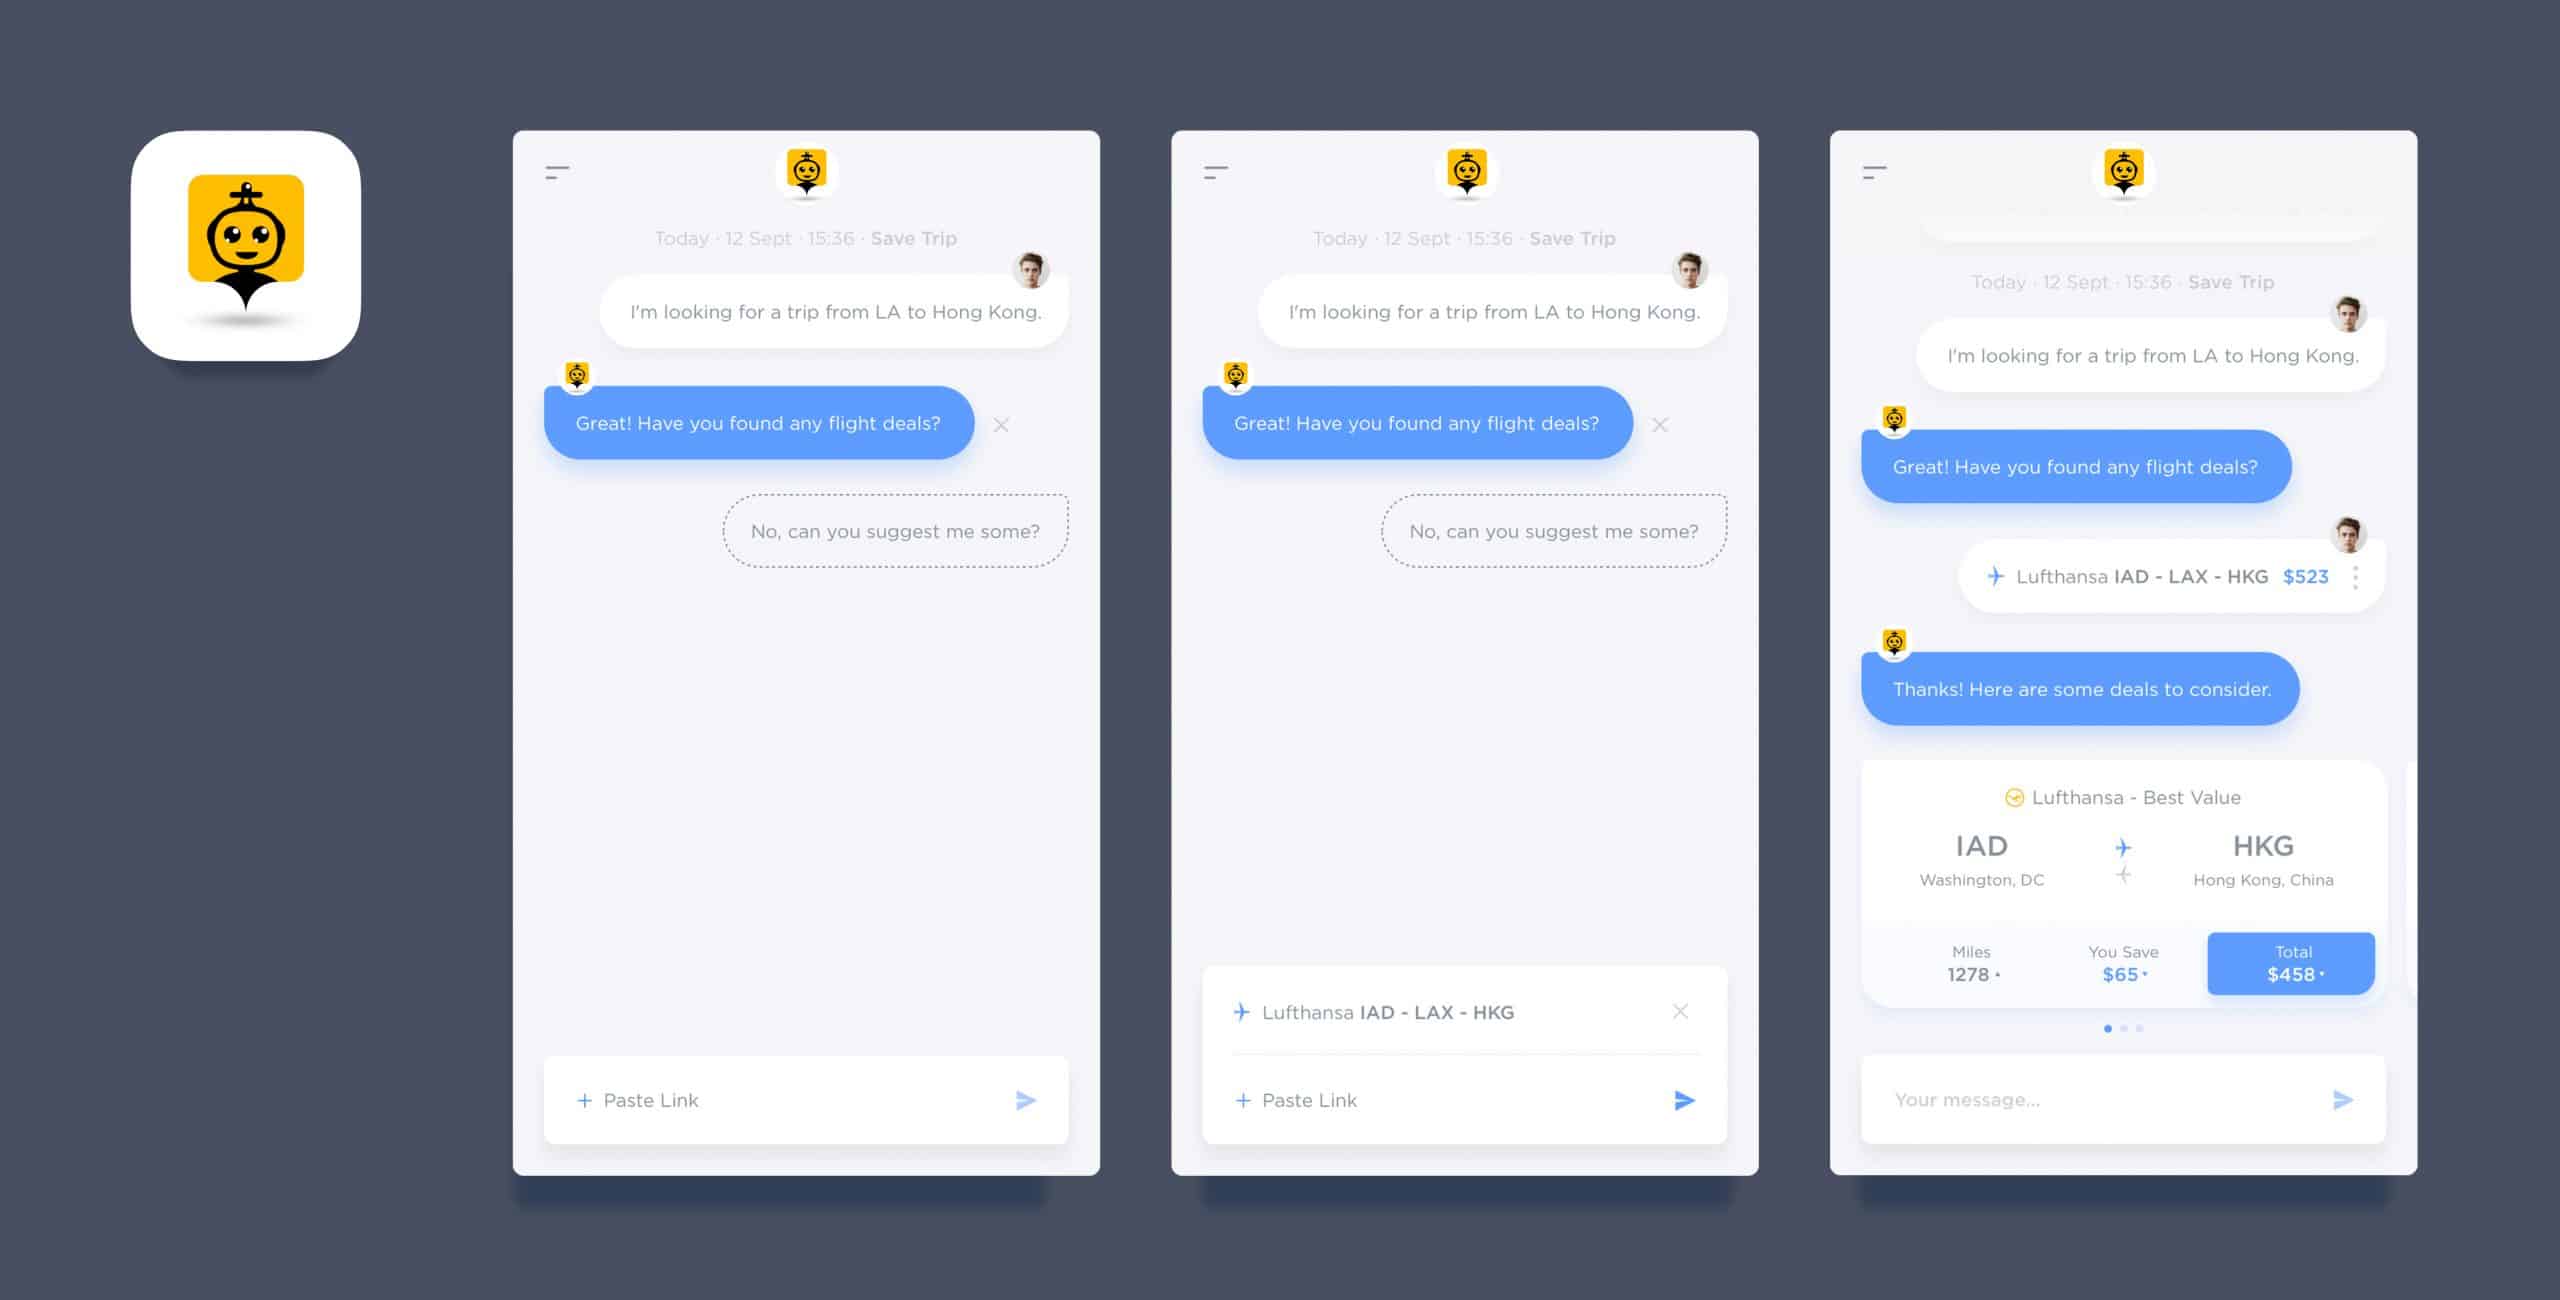 Today · 12 Sept · 15:36 · Save Trip
I'm looking for a trip from LA to Hong Kong.
Great! Have you found any flight deals?
No, can you suggest me some?
+ Paste Link
Today · 12 Sept · 15:36 · Save Trip
I'm looking for a trip from LA to Hong Kong.
Great! Have you found any flight deals?
No, can you suggest me some?
Lufthansa IAD - LAX - HKG
+ Paste Link
Today · 12 Sept · 15:36 · Save Trip
I'm looking for a trip from LA to Hong Kong.
Great! Have you found any flight deals?
Lufthansa IAD - LAX - HKG $523
Thanks! Here are some deals to consider.
Lufthansa - Best Value
IAD HKG
Washington, DC Hong Kong, China
Miles You Save Total
1278 $65 $458
Your message...